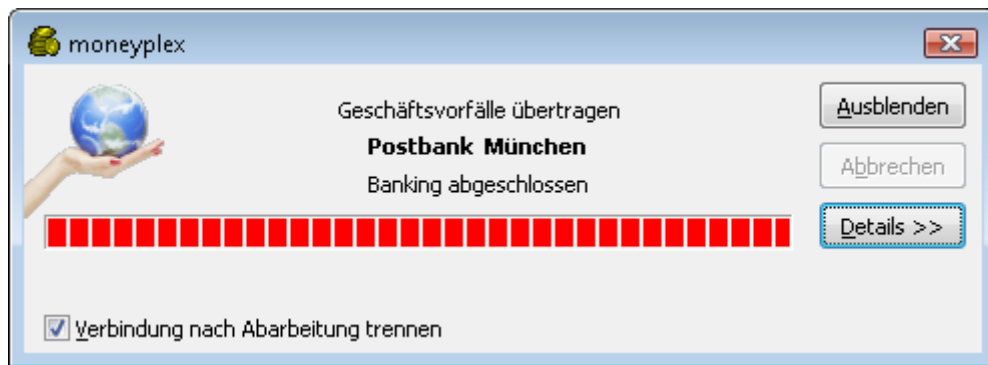 moneyplex
Geschäftsvorfälle übertragen
Postbank München
Banking abgeschlossen
Ausblenden
Abbrechen
Details >>
Verbindung nach Abarbeitung trennen